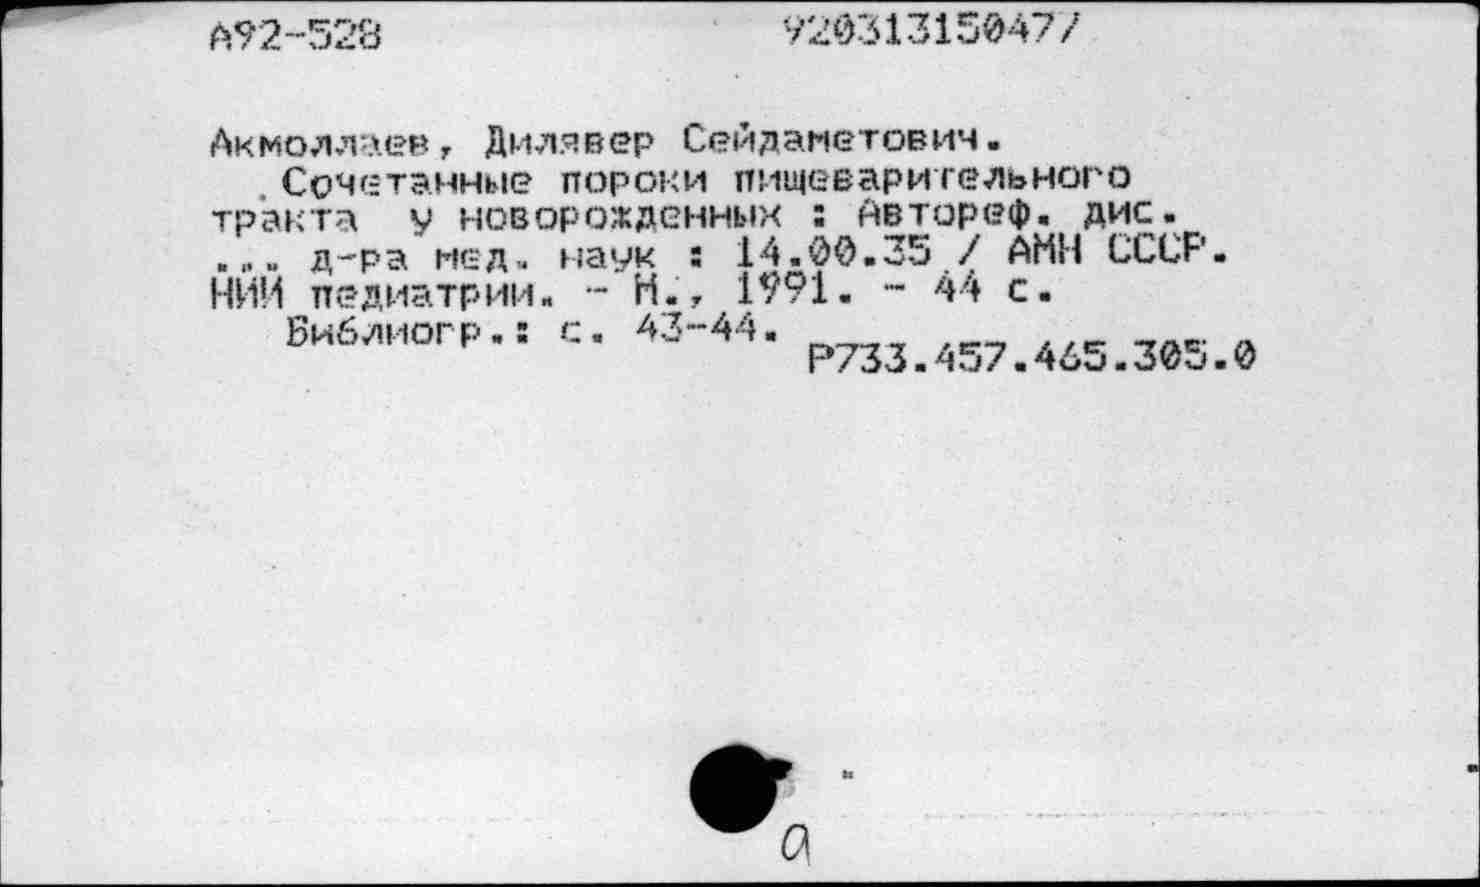 А92-528 92031315047/
Акмоллаев, Дилявер Сейдаметович.
Сочетанные пороки пищеварительного
тракта у новорожденных : Автореф. дис.
... д-ра мед. наук : 14.00.35 / АМН СССР.
НИИ педиатрии. - М., 1991. - 44 с.
Библиогр.: с. 43-44.
Р733.457.465.305.0
а